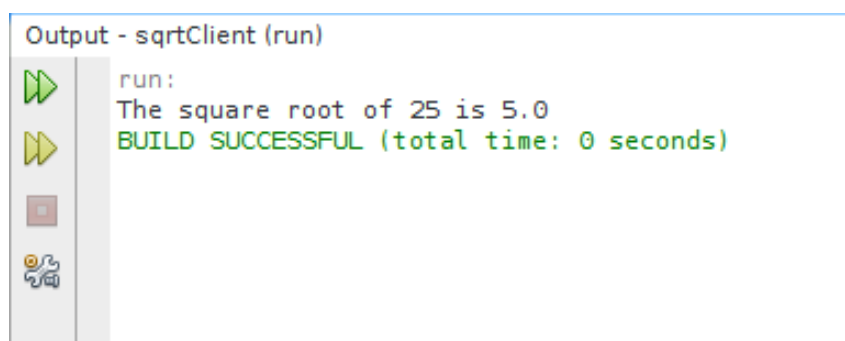 Output - sqrtClient (run)
run:
The square root of 25 is 5.0
BUILD SUCCESSFUL (total time: 0 seconds)